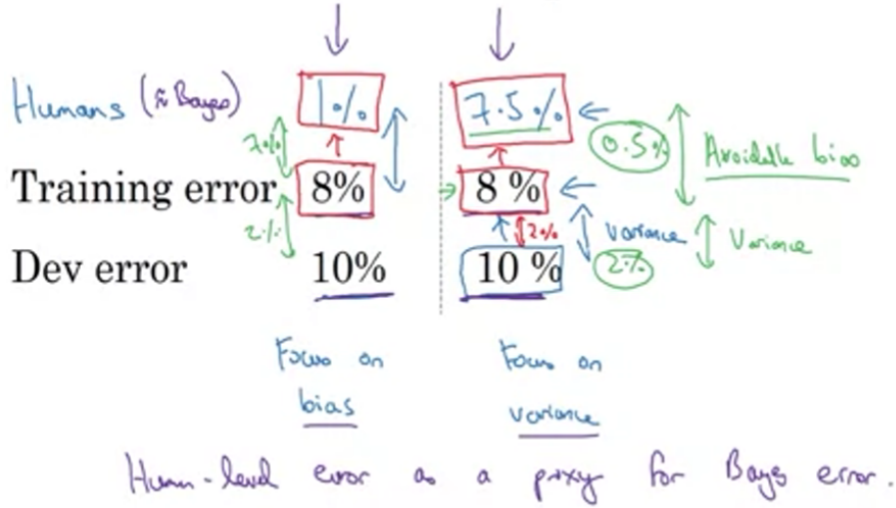 Humans (≈ Bayes) 1% 7.5%
7% 0.5% Avoidable bias
Training error 8% 8 %
2% 2% variance Variance
Dev error 10% 10 % 2%
Focus on Focus on
bias variance
Human-level error as a proxy for Bayes error.